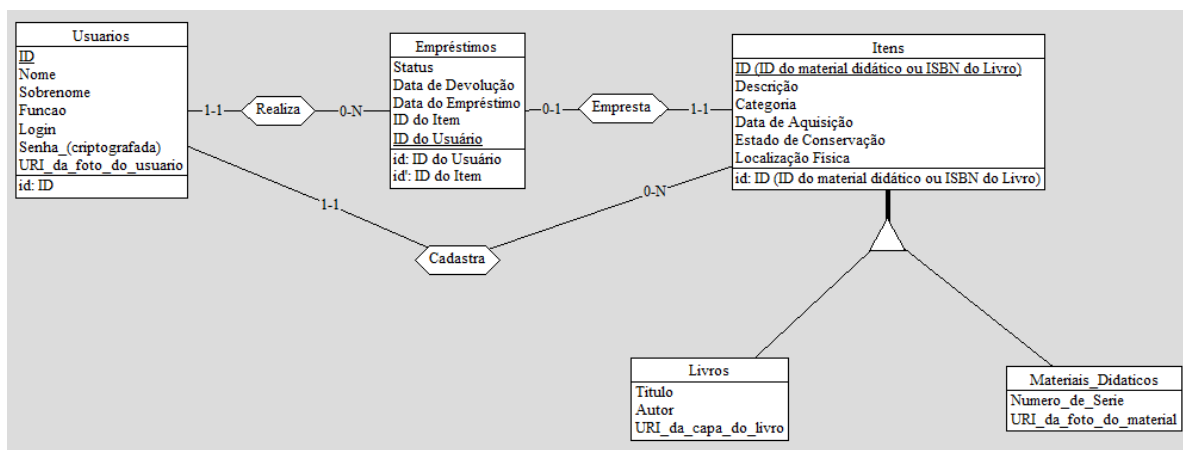 Usuarios
ID
Nome
Sobrenome
Funcao
Login
Senha_(criptografada)
URI_da_foto_do_usuario
id: ID
1-1
Realiza
0-N
Empréstimos
Status
Data de Devolução
Data do Empréstimo
ID do Item
ID do Usuário
id: ID do Usuário
id': ID do Item
0-1
Empresta
1-1
Itens
ID (ID do material didático ou ISBN do Livro)
Descrição
Categoria
Data de Aquisição
Estado de Conservação
Localização Física
id: ID (ID do material didático ou ISBN do Livro)
1-1
Cadastra
0-N
Livros
Titulo
Autor
URI_da_capa_do_livro
Materiais_Didaticos
Numero_de_Serie
URI_da_foto_do_material